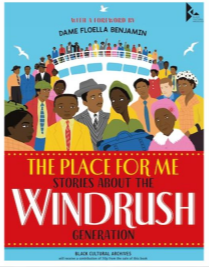 WITH A FOREWORD BY
DAME FLOELLA BENJAMIN
THE PLACE FOR ME
STORIES ABOUT THE
WINDRUSH
GENERATION
BLACK CULTURAL ARCHIVES